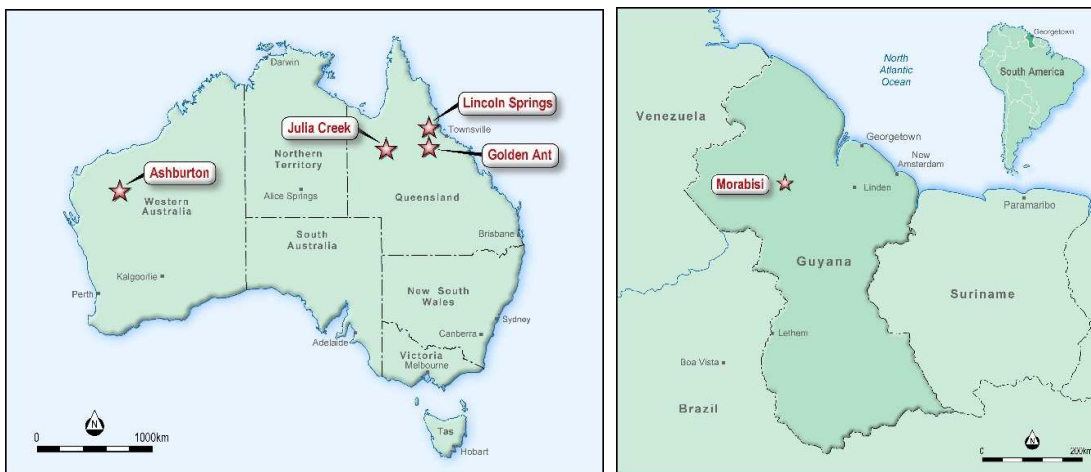 Darwin
Lincoln Springs
Townsville
Julia Creek
Golden Ant
Northern
Territory
Ashburton
Western
Australia
Alice Springs
Queensland
South
Australia
Brisbane
Kalgoorlie
Perth
New South
Wales
Sydney
Canberra
Adelaide
Victoria
Melbourne
N
0 1000km
Tas
Hobart
Georgetown
North
Atlantic
Ocean
South America
Venezuela
Georgetown
New
Amsterdam
Morabisi
Linden
Paramaribo
Guyana
Suriname
Lethem
Boa Vista
Brazil
N
0 200km